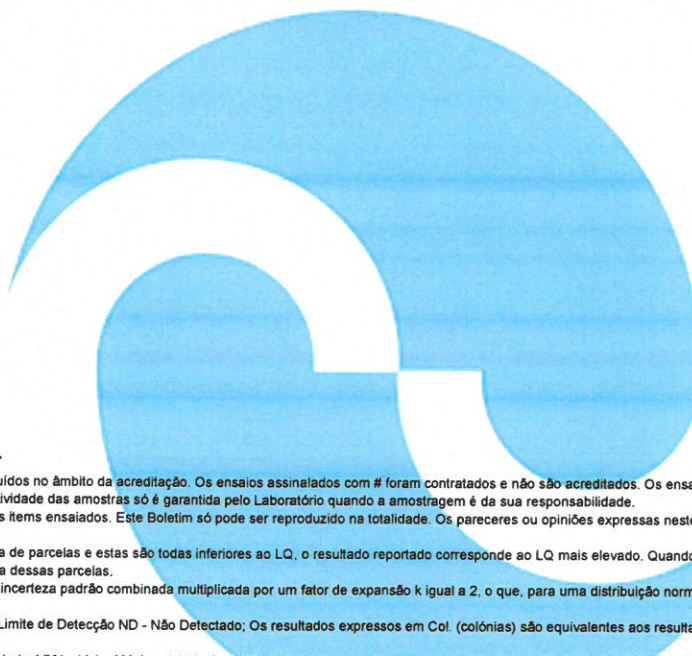 uídos no âmbito da acreditação. Os ensaios assinalados com # foram contratados e não são acreditados. Os ensa
tividade das amostras só é garantida pelo Laboratório quando a amostragem é da sua responsabilidade.
s items ensaiados. Este Boletim só pode ser reproduzido na totalidade. Os pareceres ou opiniões expressas neste
a de parcelas e estas são todas inferiores ao LQ, o resultado reportado corresponde ao LQ mais elevado. Quando
a dessas parcelas.
incerteza padrão combinada multiplicada por um fator de expansão k igual a 2, o que, para uma distribuição norm
Limite de Detecção ND - Não Detectado; Os resultados expressos em Col. (colónias) são equivalentes aos resulta